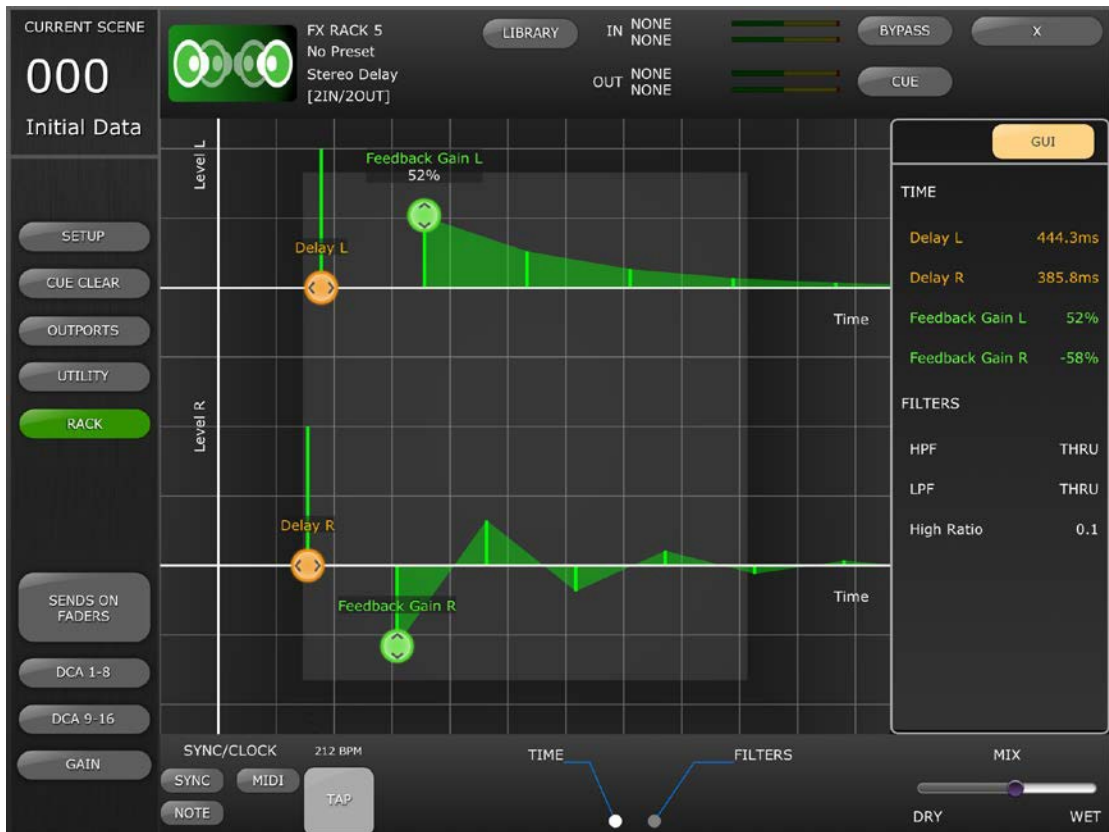 CURRENT SCENE
000
Initial Data
SETUP
CUE CLEAR
OUTPORTS
UTILITY
RACK
SENDS ON
FADERS
DCA 1-8
DCA 9-16
GAIN
FX RACK 5
No Preset
Stereo Delay
[2IN/2OUT]
LIBRARY
IN NONE
NONE
OUT NONE
NONE
BYPASS
CUE
X
Level L
Feedback Gain L
52%
Delay L
Time
Level R
Delay R
Feedback Gain R
Time
GUI
TIME
Delay L 444.3ms
Delay R 385.8ms
Feedback Gain L 52%
Feedback Gain R -58%
FILTERS
HPF THRU
LPF THRU
High Ratio 0.1
SYNC/CLOCK 212 BPM
SYNC MIDI
NOTE
TAP
TIME FILTERS
MIX
DRY WET